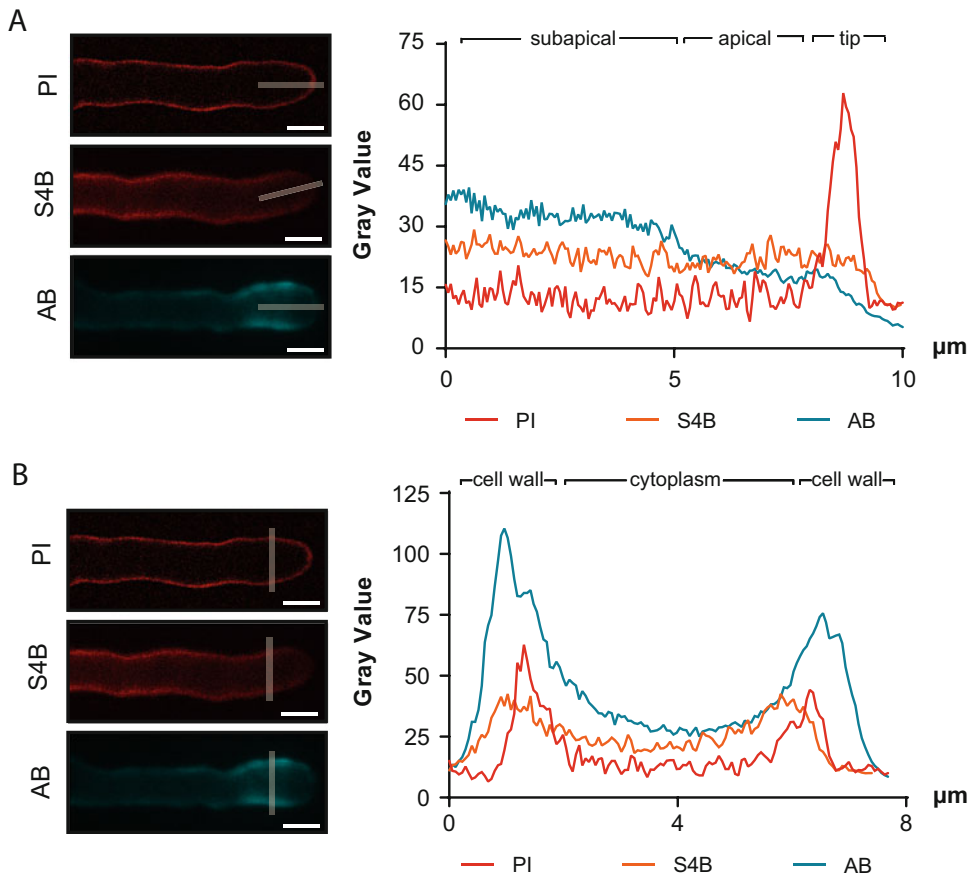 A
PI
S4B
AB
subapical apical tip
75
60
45
30
15
0
Gray Value
0 5 10 µm
PI S4B AB
B
PI
S4B
AB
cell wall cytoplasm cell wall
125
100
75
50
25
0
Gray Value
0 4 8 µm
PI S4B AB